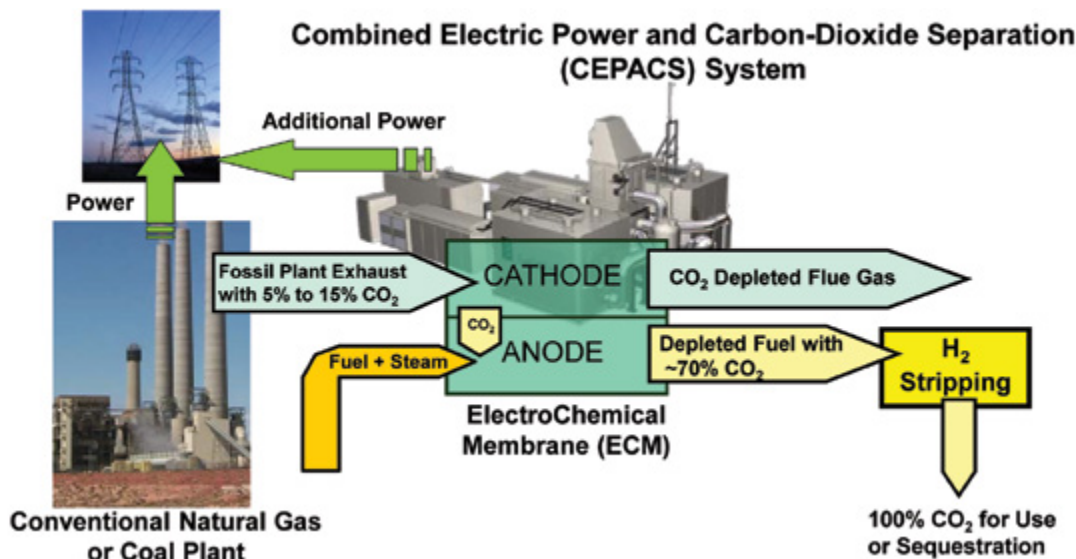 Combined Electric Power and Carbon-Dioxide Separation
(CEPACS) System
Additional Power
Power
Fossil Plant Exhaust
with 5% to 15% CO₂
CATHODE
CO₂ Depleted Flue Gas
CO₂
Fuel + Steam
ANODE
Depleted Fuel with
~70% CO₂
H₂
Stripping
ElectroChemical
Membrane (ECM)
Conventional Natural Gas
or Coal Plant
100% CO₂ for Use
or Sequestration